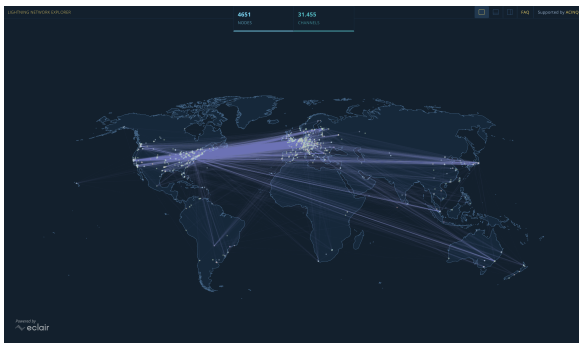 LIGHTNING NETWORK EXPLORER
4651
NODES
31.455
CHANNELS
FAQ
Supported by ACINQ
Powered by
eclair